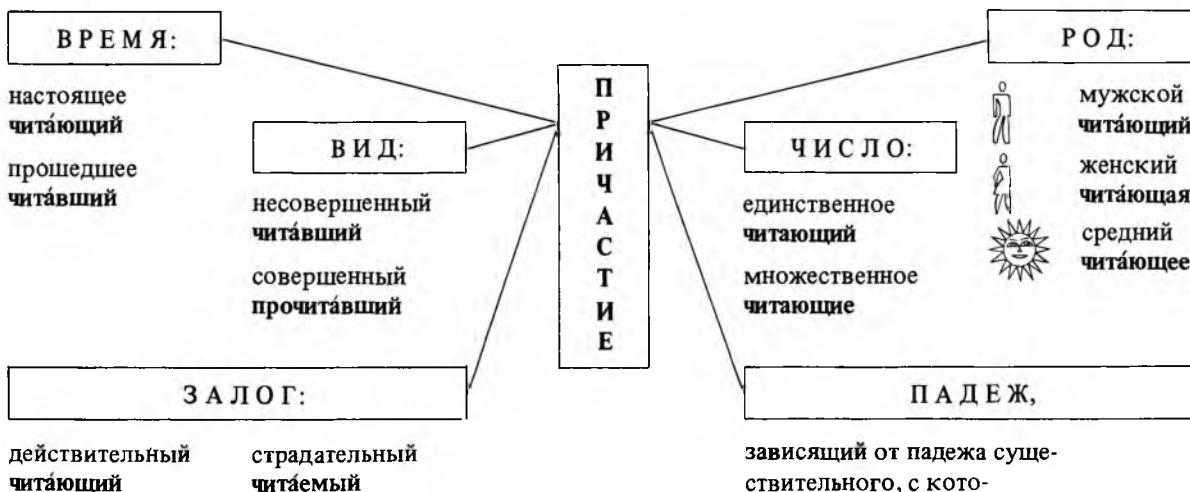 ВРЕМЯ:
настоящее
чита́ющий
прошедшее
чита́вший
ВИД:
несовершенный
чита́вший
совершенный
прочита́вший
ЗАЛОГ:
действительный
чита́ющий
страдательный
чита́емый
ПРИЧАСТИЕ
РОД:
мужской
чита́ющий
женский
чита́ющая
средний
чита́ющее
ЧИСЛО:
единственное
читающий
множественное
читающие
ПАДЕЖ,
зависящий от падежа суще-
ствительного, с кото-